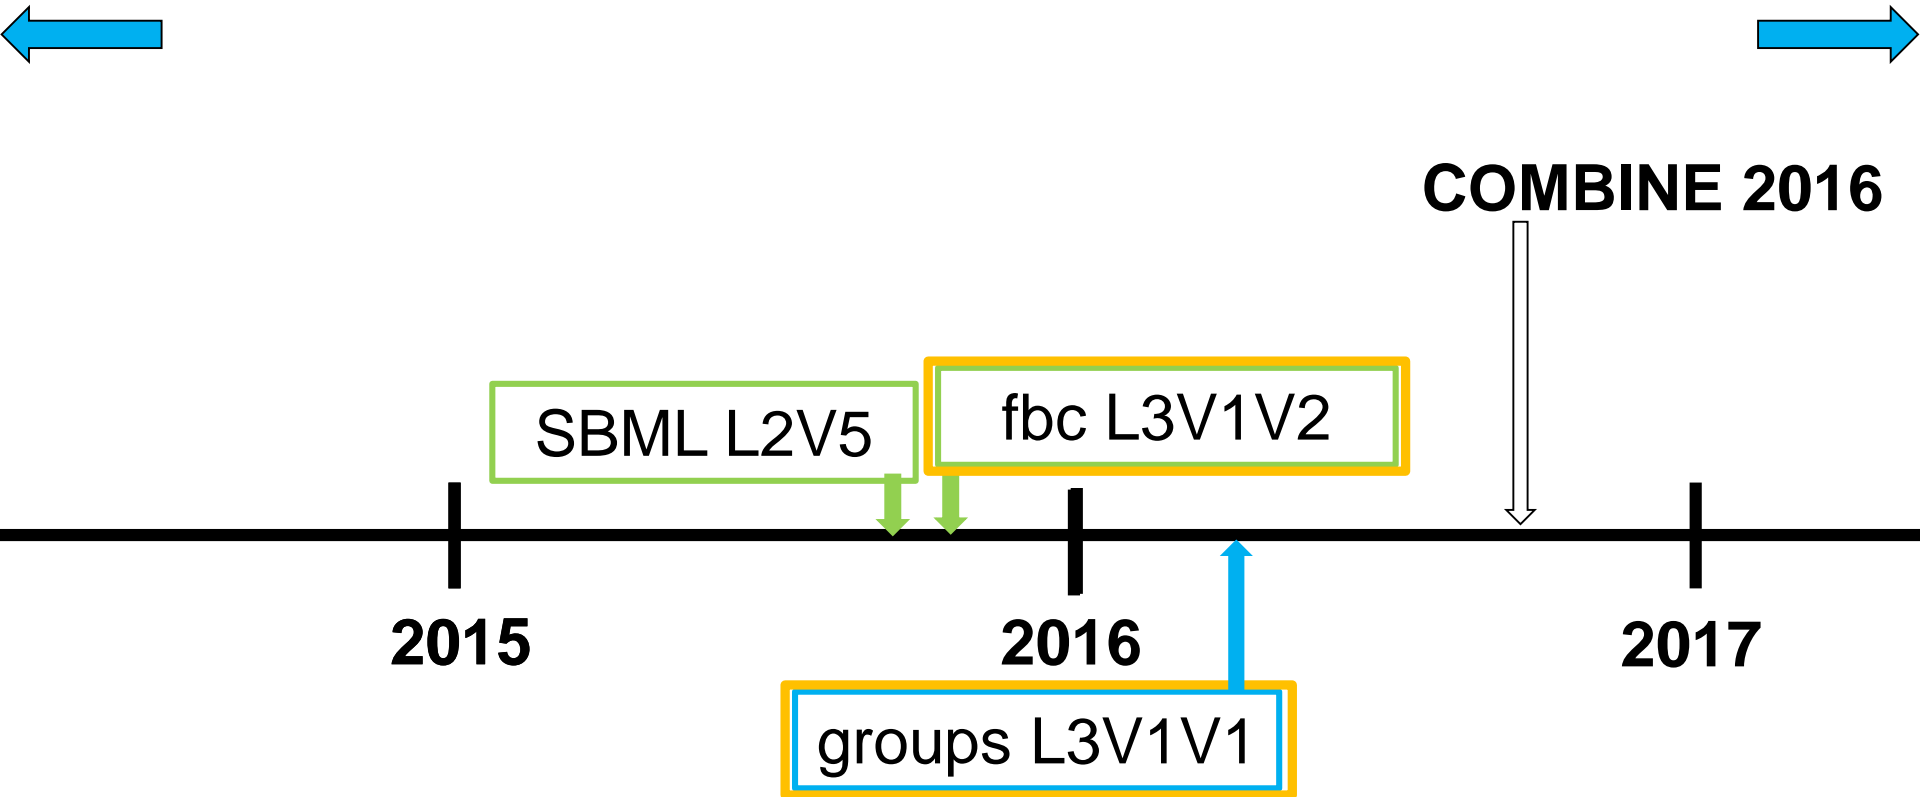 COMBINE 2016
SBML L2V5
fbc L3V1V2
2015
2016
2017
groups L3V1V1